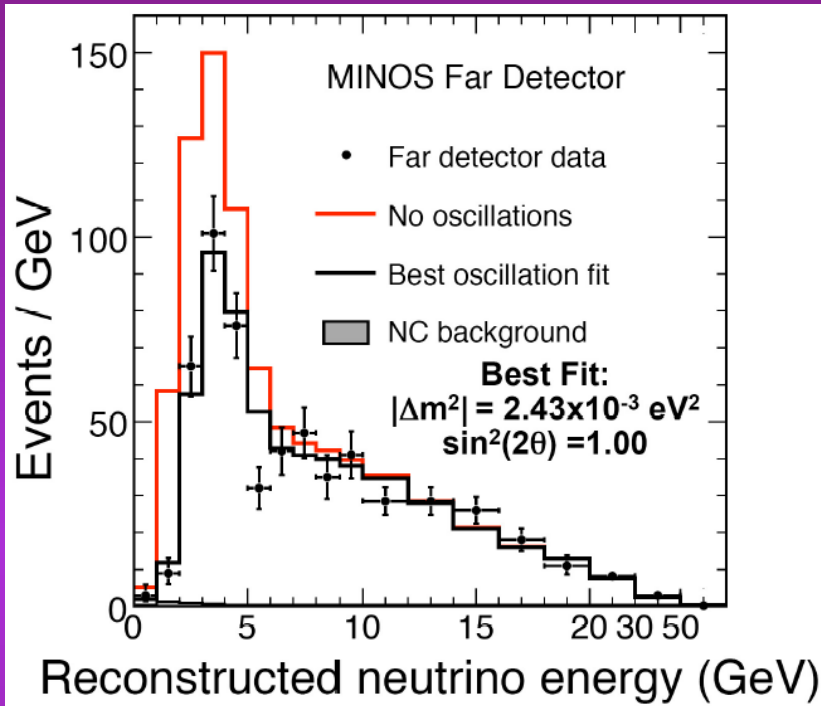 150
100
50
0
Events / GeV
MINOS Far Detector
Far detector data
No oscillations
Best oscillation fit
NC background
Best Fit:
|Δm²| = 2.43x10⁻³ eV²
sin²(2θ) =1.00
0 5 10 15 20 30 50
Reconstructed neutrino energy (GeV)